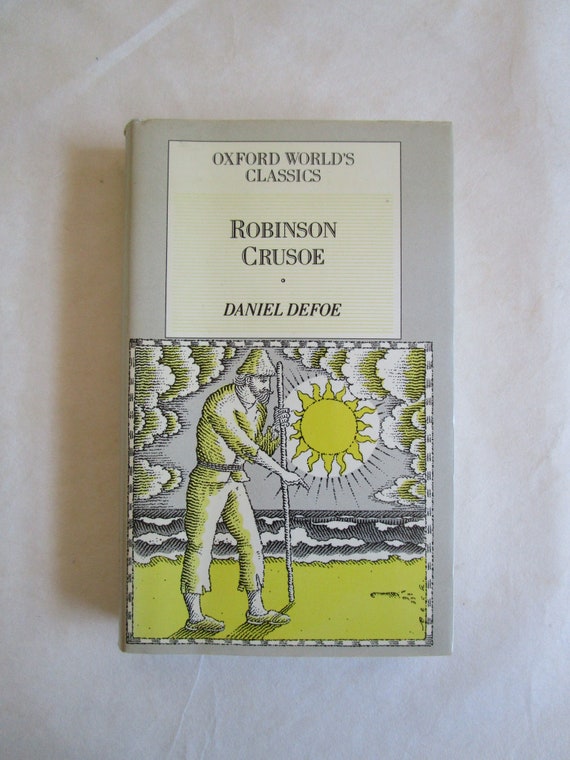 OXFORD WORLD'S
CLASSICS
ROBINSON
CRUSOE
DANIEL DEFOE